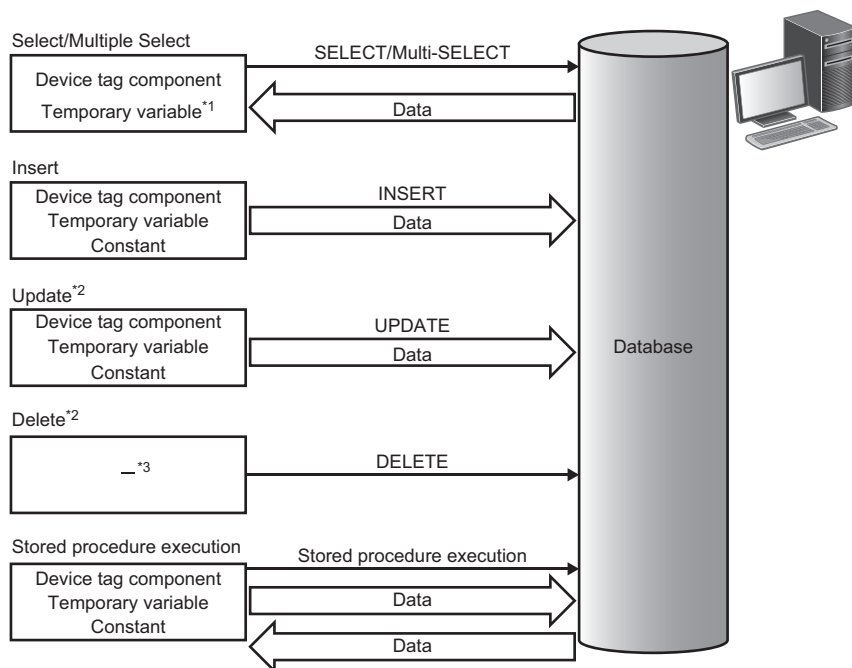 Select/Multiple Select
SELECT/Multi-SELECT
Device tag component
Temporary variable*1
Data
Insert
INSERT
Device tag component
Temporary variable
Constant
Data
Update*2
UPDATE
Device tag component
Temporary variable
Constant
Data
Database
Delete*2
DELETE
–*3
Stored procedure execution
Stored procedure execution
Device tag component
Temporary variable
Constant
Data
Data